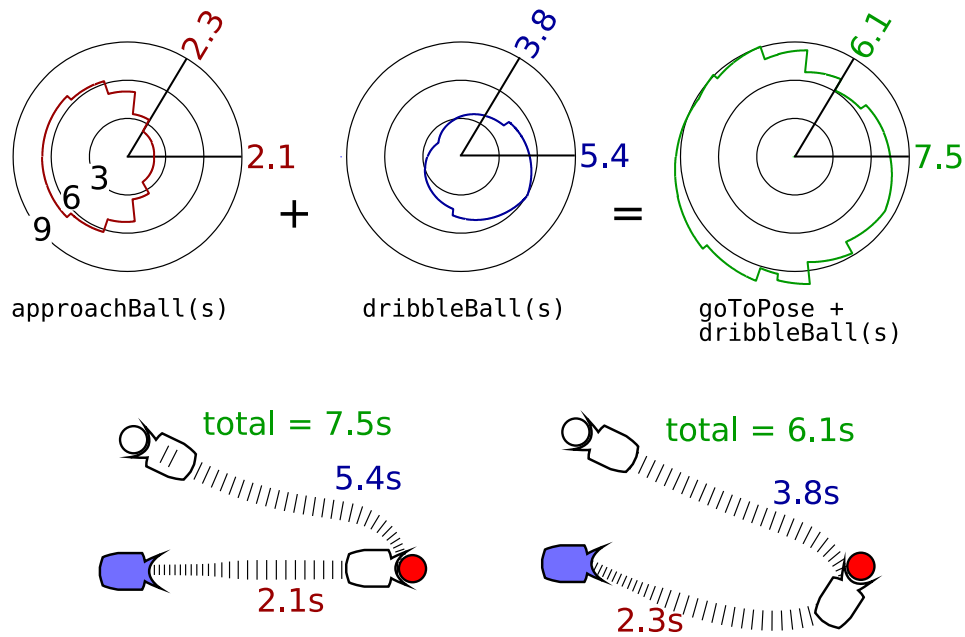 2.3
3.8
6.1
2.1
5.4
7.5
3
6
9
+
=
approachBall(s)
dribbleBall(s)
goToPose +
dribbleBall(s)
total = 7.5s
total = 6.1s
5.4s
3.8s
2.1s
2.3s